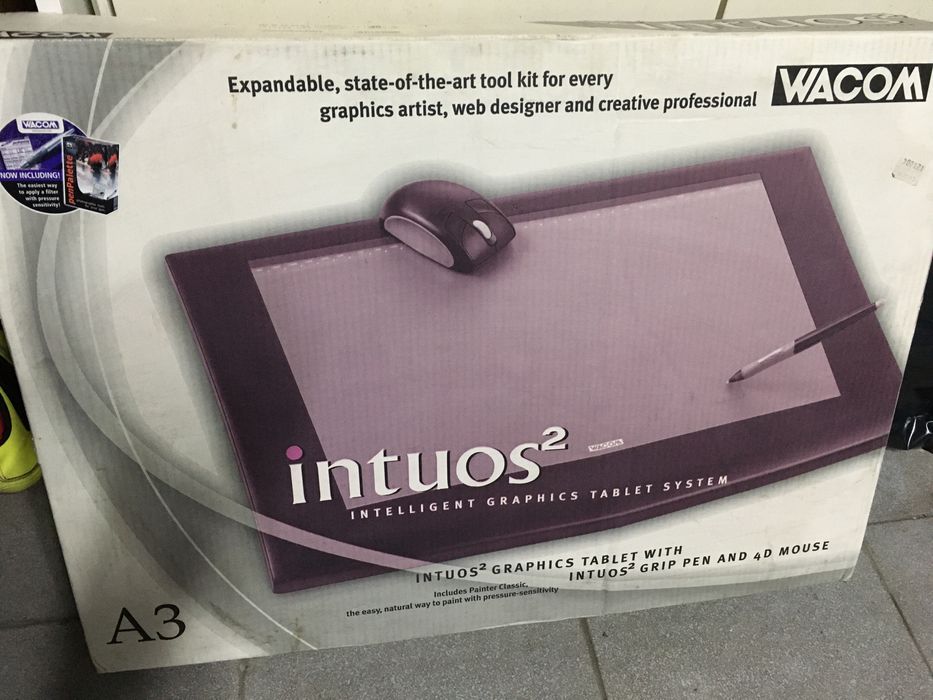 WACOM
intuos²
Expandable, state-of-the-art tool kit for every
graphics artist, web designer and creative professional
WACOM
WACOM
NOW INCLUDING!
The easiest way
to apply a filter
with pressure
sensitivity!
penPalette
WACOM
intuos²
INTELLIGENT GRAPHICS TABLET SYSTEM
INTUOS² GRAPHICS TABLET WITH
INTUOS² GRIP PEN AND 4D MOUSE
Includes Painter Classic,
the easy, natural way to paint with pressure-sensitivity
A3